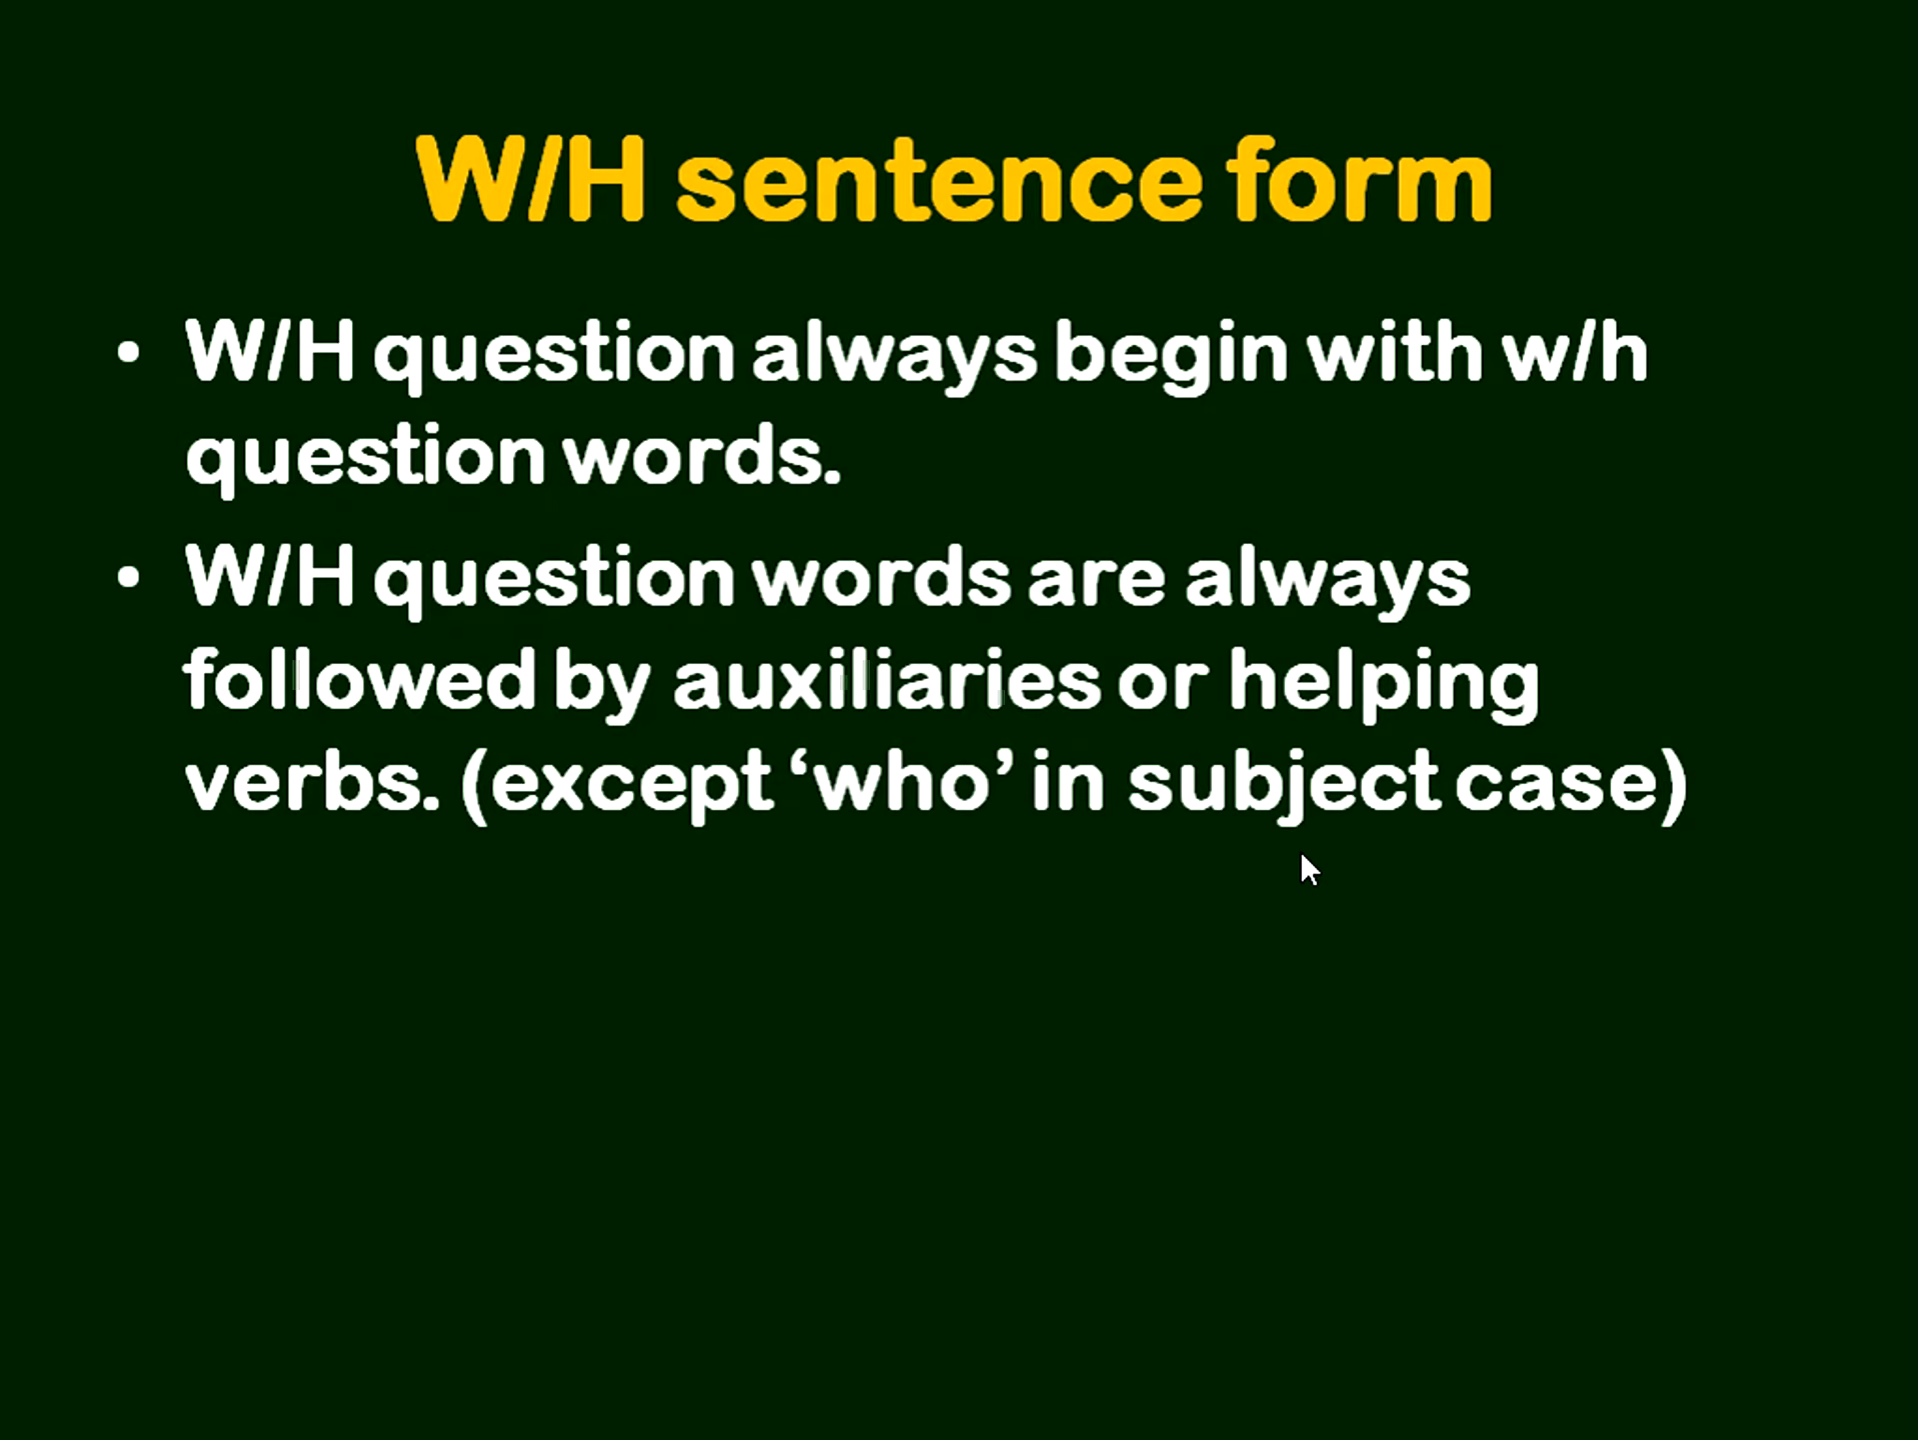 W/H sentence form
• W/H question always begin with w/h
question words.
• W/H question words are always
followed by auxiliaries or helping
verbs. (except ‘who’ in subject case)